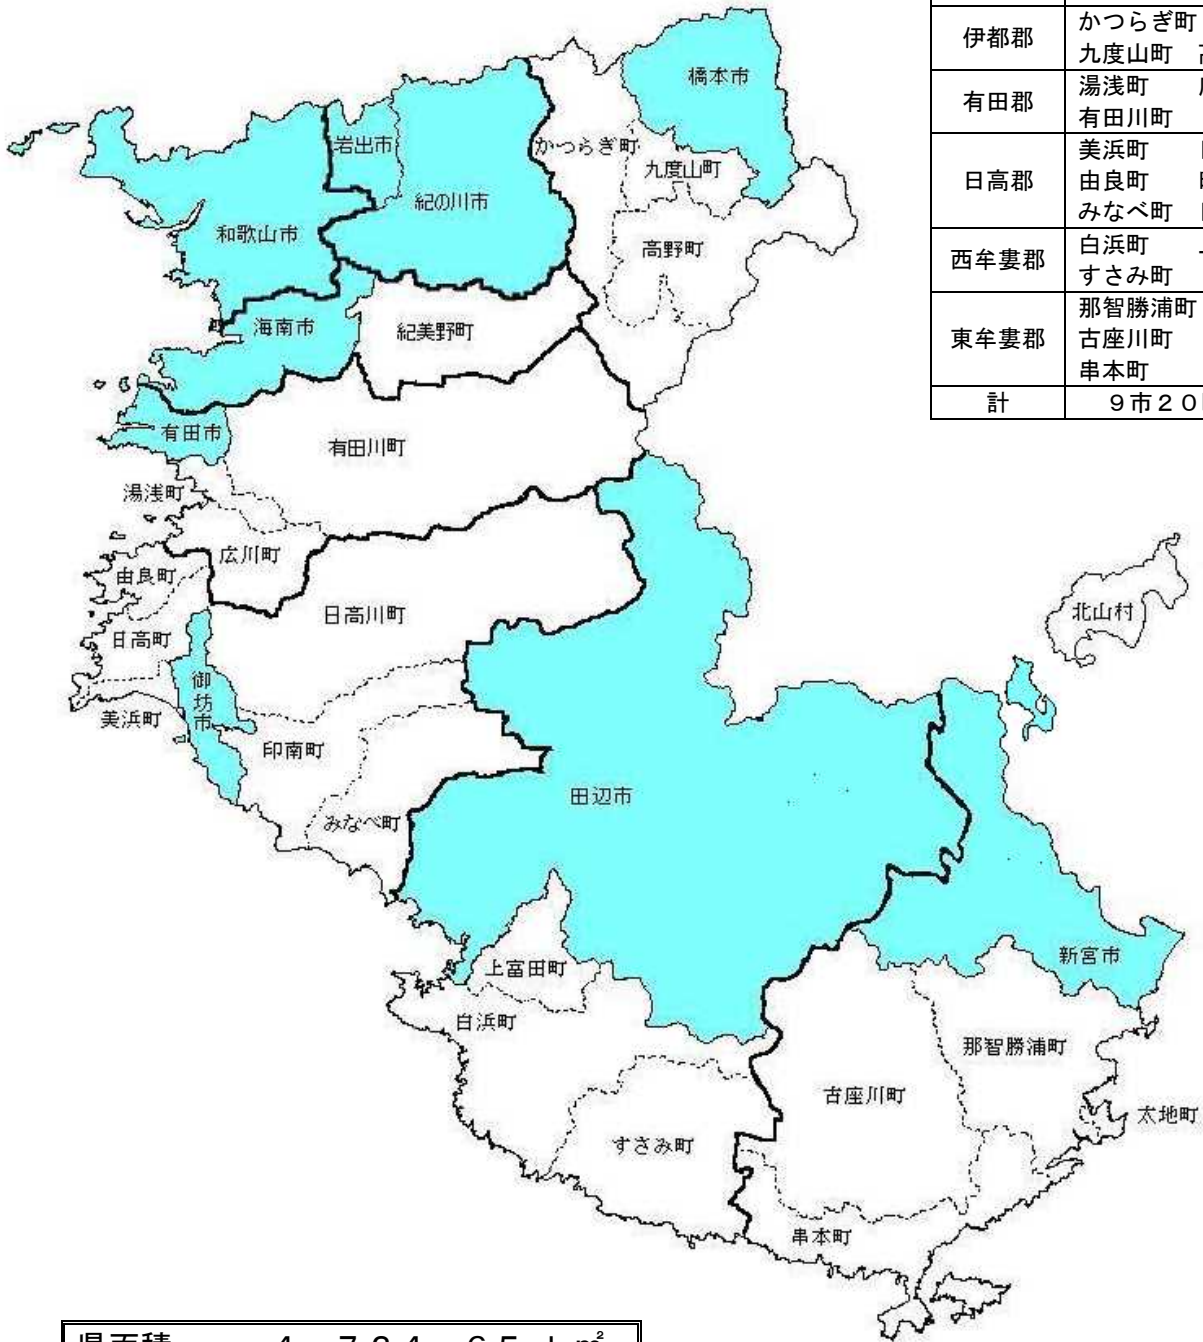 伊都郡
かつらぎ町
九度山町
有田郡
湯浅町
有田川町
日高郡
美浜町
由良町
みなべ町
西牟婁郡
白浜町
すさみ町
東牟婁郡
那智勝浦町
古座川町
串本町
計
9市20
橋本市
岩出市
かつらぎ町
九度山町
紀の川市
和歌山市
高野町
海南市
紀美野町
有田市
有田川町
湯浅町
広川町
由良町
日高川町
北山村
日高町
御坊市
美浜町
印南町
田辺市
みなべ町
新宮市
上富田町
白浜町
那智勝浦町
古座川町
太地町
すさみ町
串本町